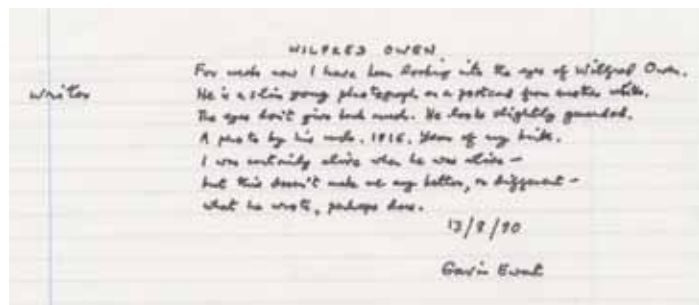 WILFRED OWEN
For weeks now I have been looking into the eyes of Wilfred Owen.
writer
He is a slim young photograph on a postcard from another writer.
The eyes don't give back much. He looks slightly guarded.
A photo by his uncle. 1916. Year of my birth.
I was certainly alive when he was alive –
but this doesn't make me any better, or different –
what he wrote, perhaps does.
13/8/90
Gavin Ewart